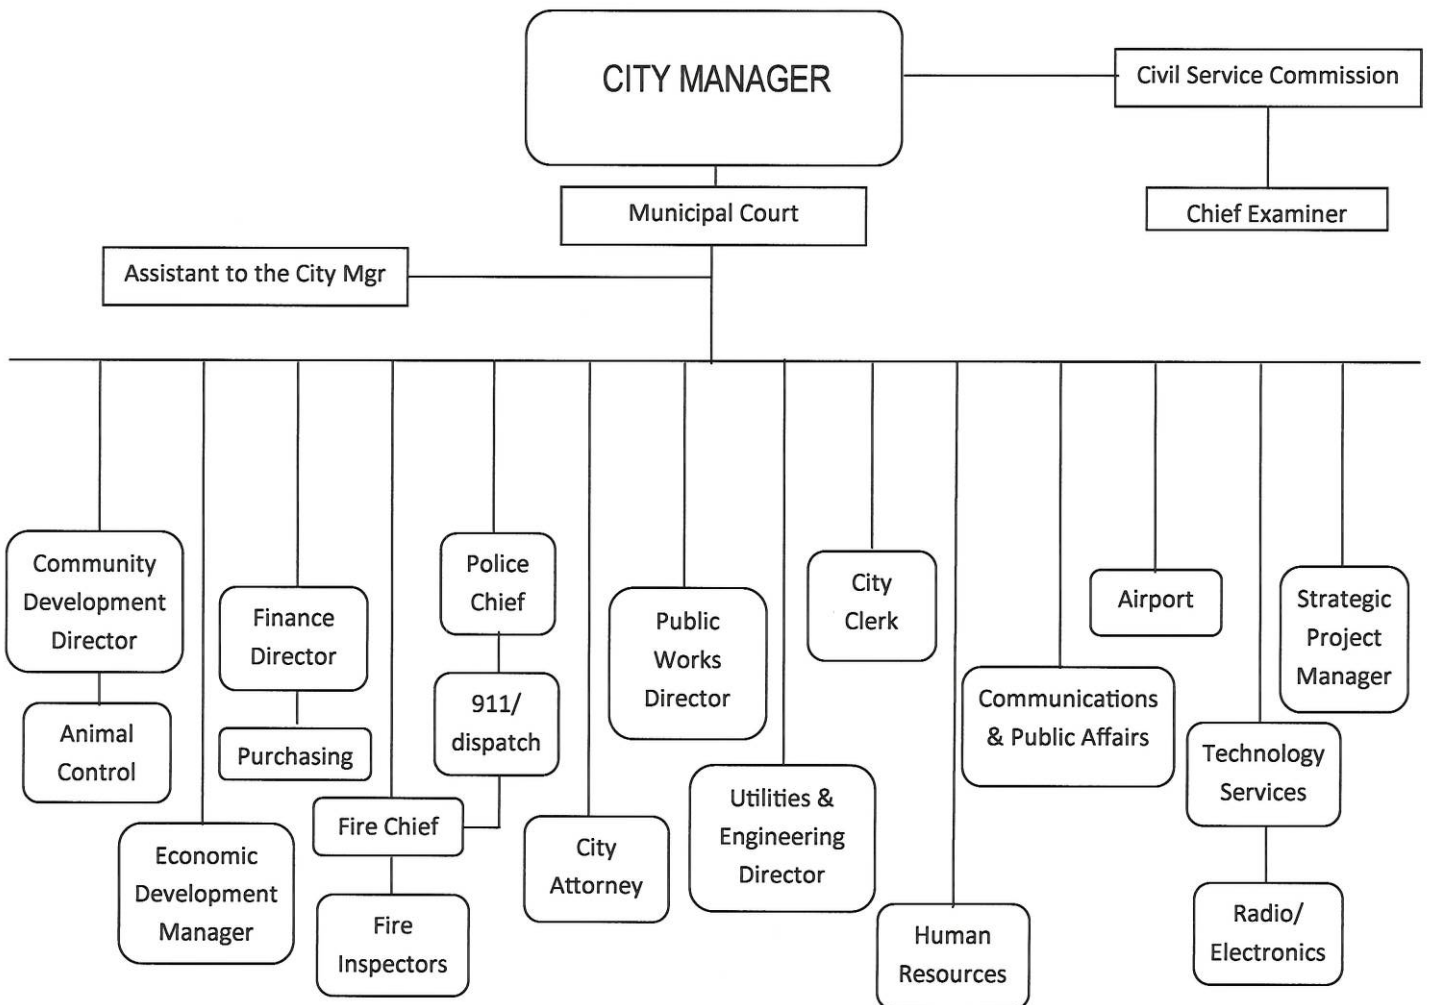 CITY MANAGER
Civil Service Commission
Municipal Court
Chief Examiner
Assistant to the City Mgr
Community
Development
Director
Animal
Control
Economic
Development
Manager
Finance
Director
Purchasing
Fire Chief
Fire
Inspectors
Police
Chief
911/
dispatch
City
Attorney
Public
Works
Director
Utilities &
Engineering
Director
City
Clerk
Human
Resources
Communications
& Public Affairs
Airport
Technology
Services
Radio/
Electronics
Strategic
Project
Manager